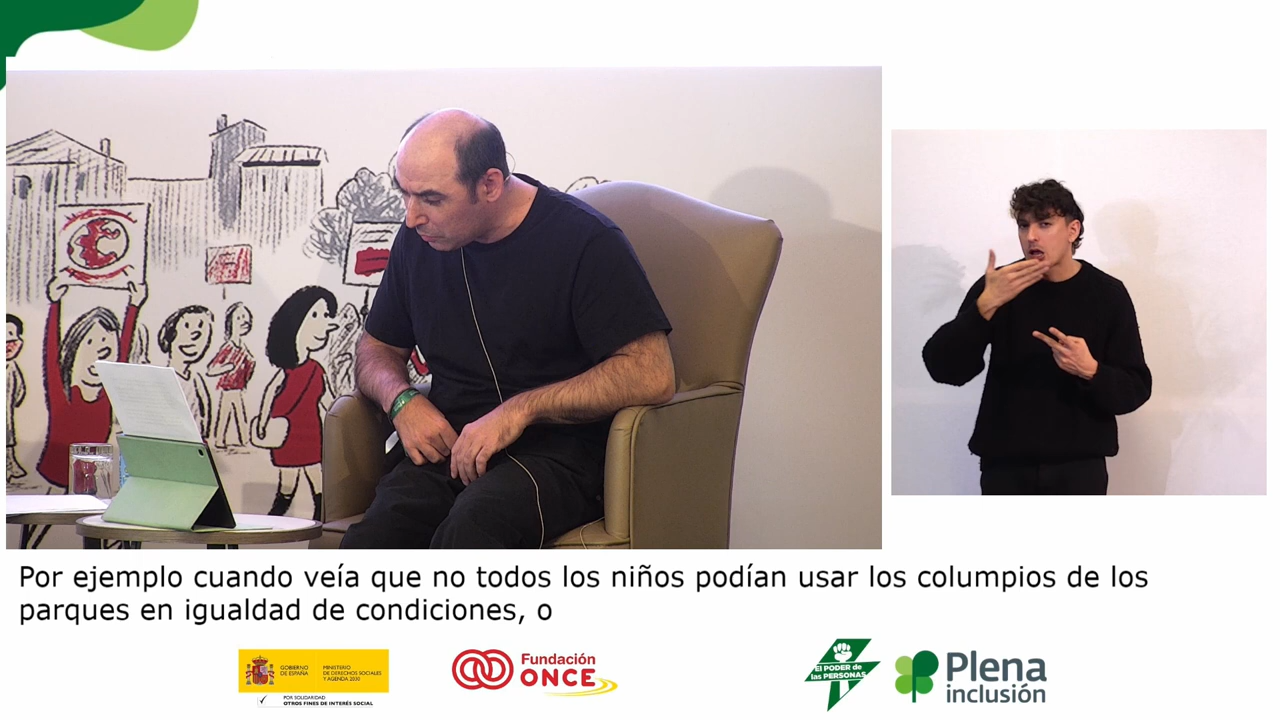 Por ejemplo cuando veía que no todos los niños podían usar los columpios de los
parques en igualdad de condiciones, o
GOBIERNO
DE ESPAÑA
MINISTERIO
DE DERECHOS SOCIALES
Y AGENDA 2030
POR SOLIDARIDAD
OTROS FINES DE INTERÉS SOCIAL
Fundación
ONCE
EL PODER de
las PERSONAS
Plena
inclusión